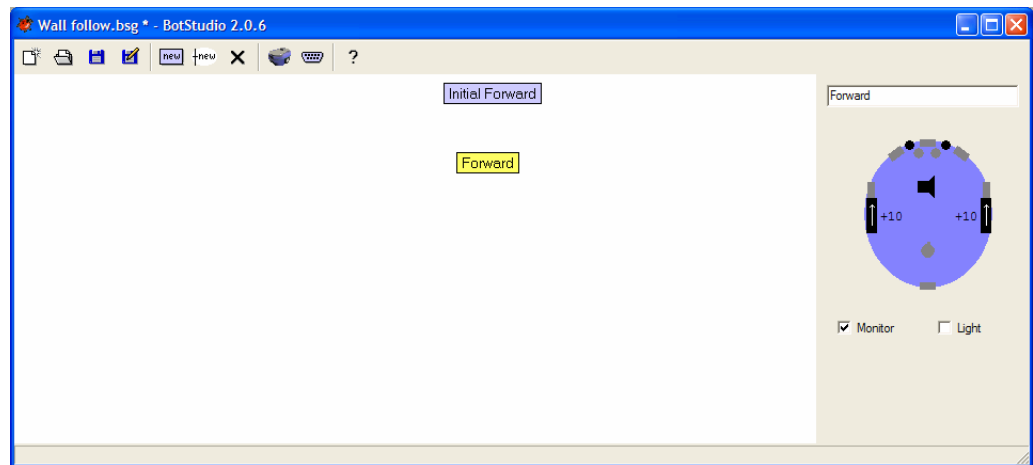 Wall follow.bsg * - BotStudio 2.0.6
new new ?
Initial Forward
Forward
Forward
+10 +10
Monitor Light